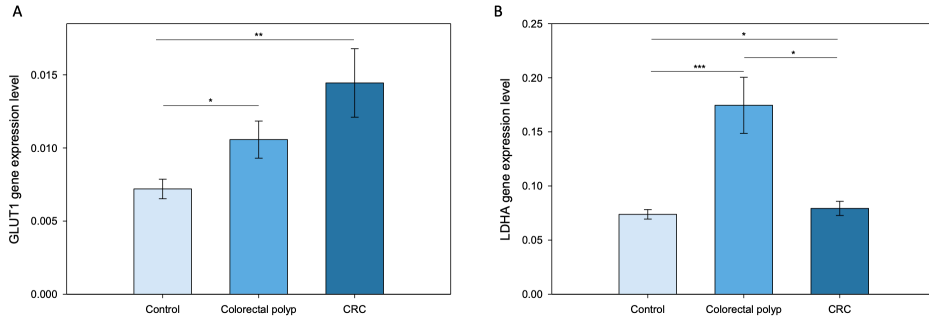 A
**
*
GLUT1 gene expression level
0.015
0.010
0.005
0.000
Control
Colorectal polyp
CRC
B
*
*
***
LDHA gene expression level
0.25
0.20
0.15
0.10
0.05
0.00
Control
Colorectal polyp
CRC